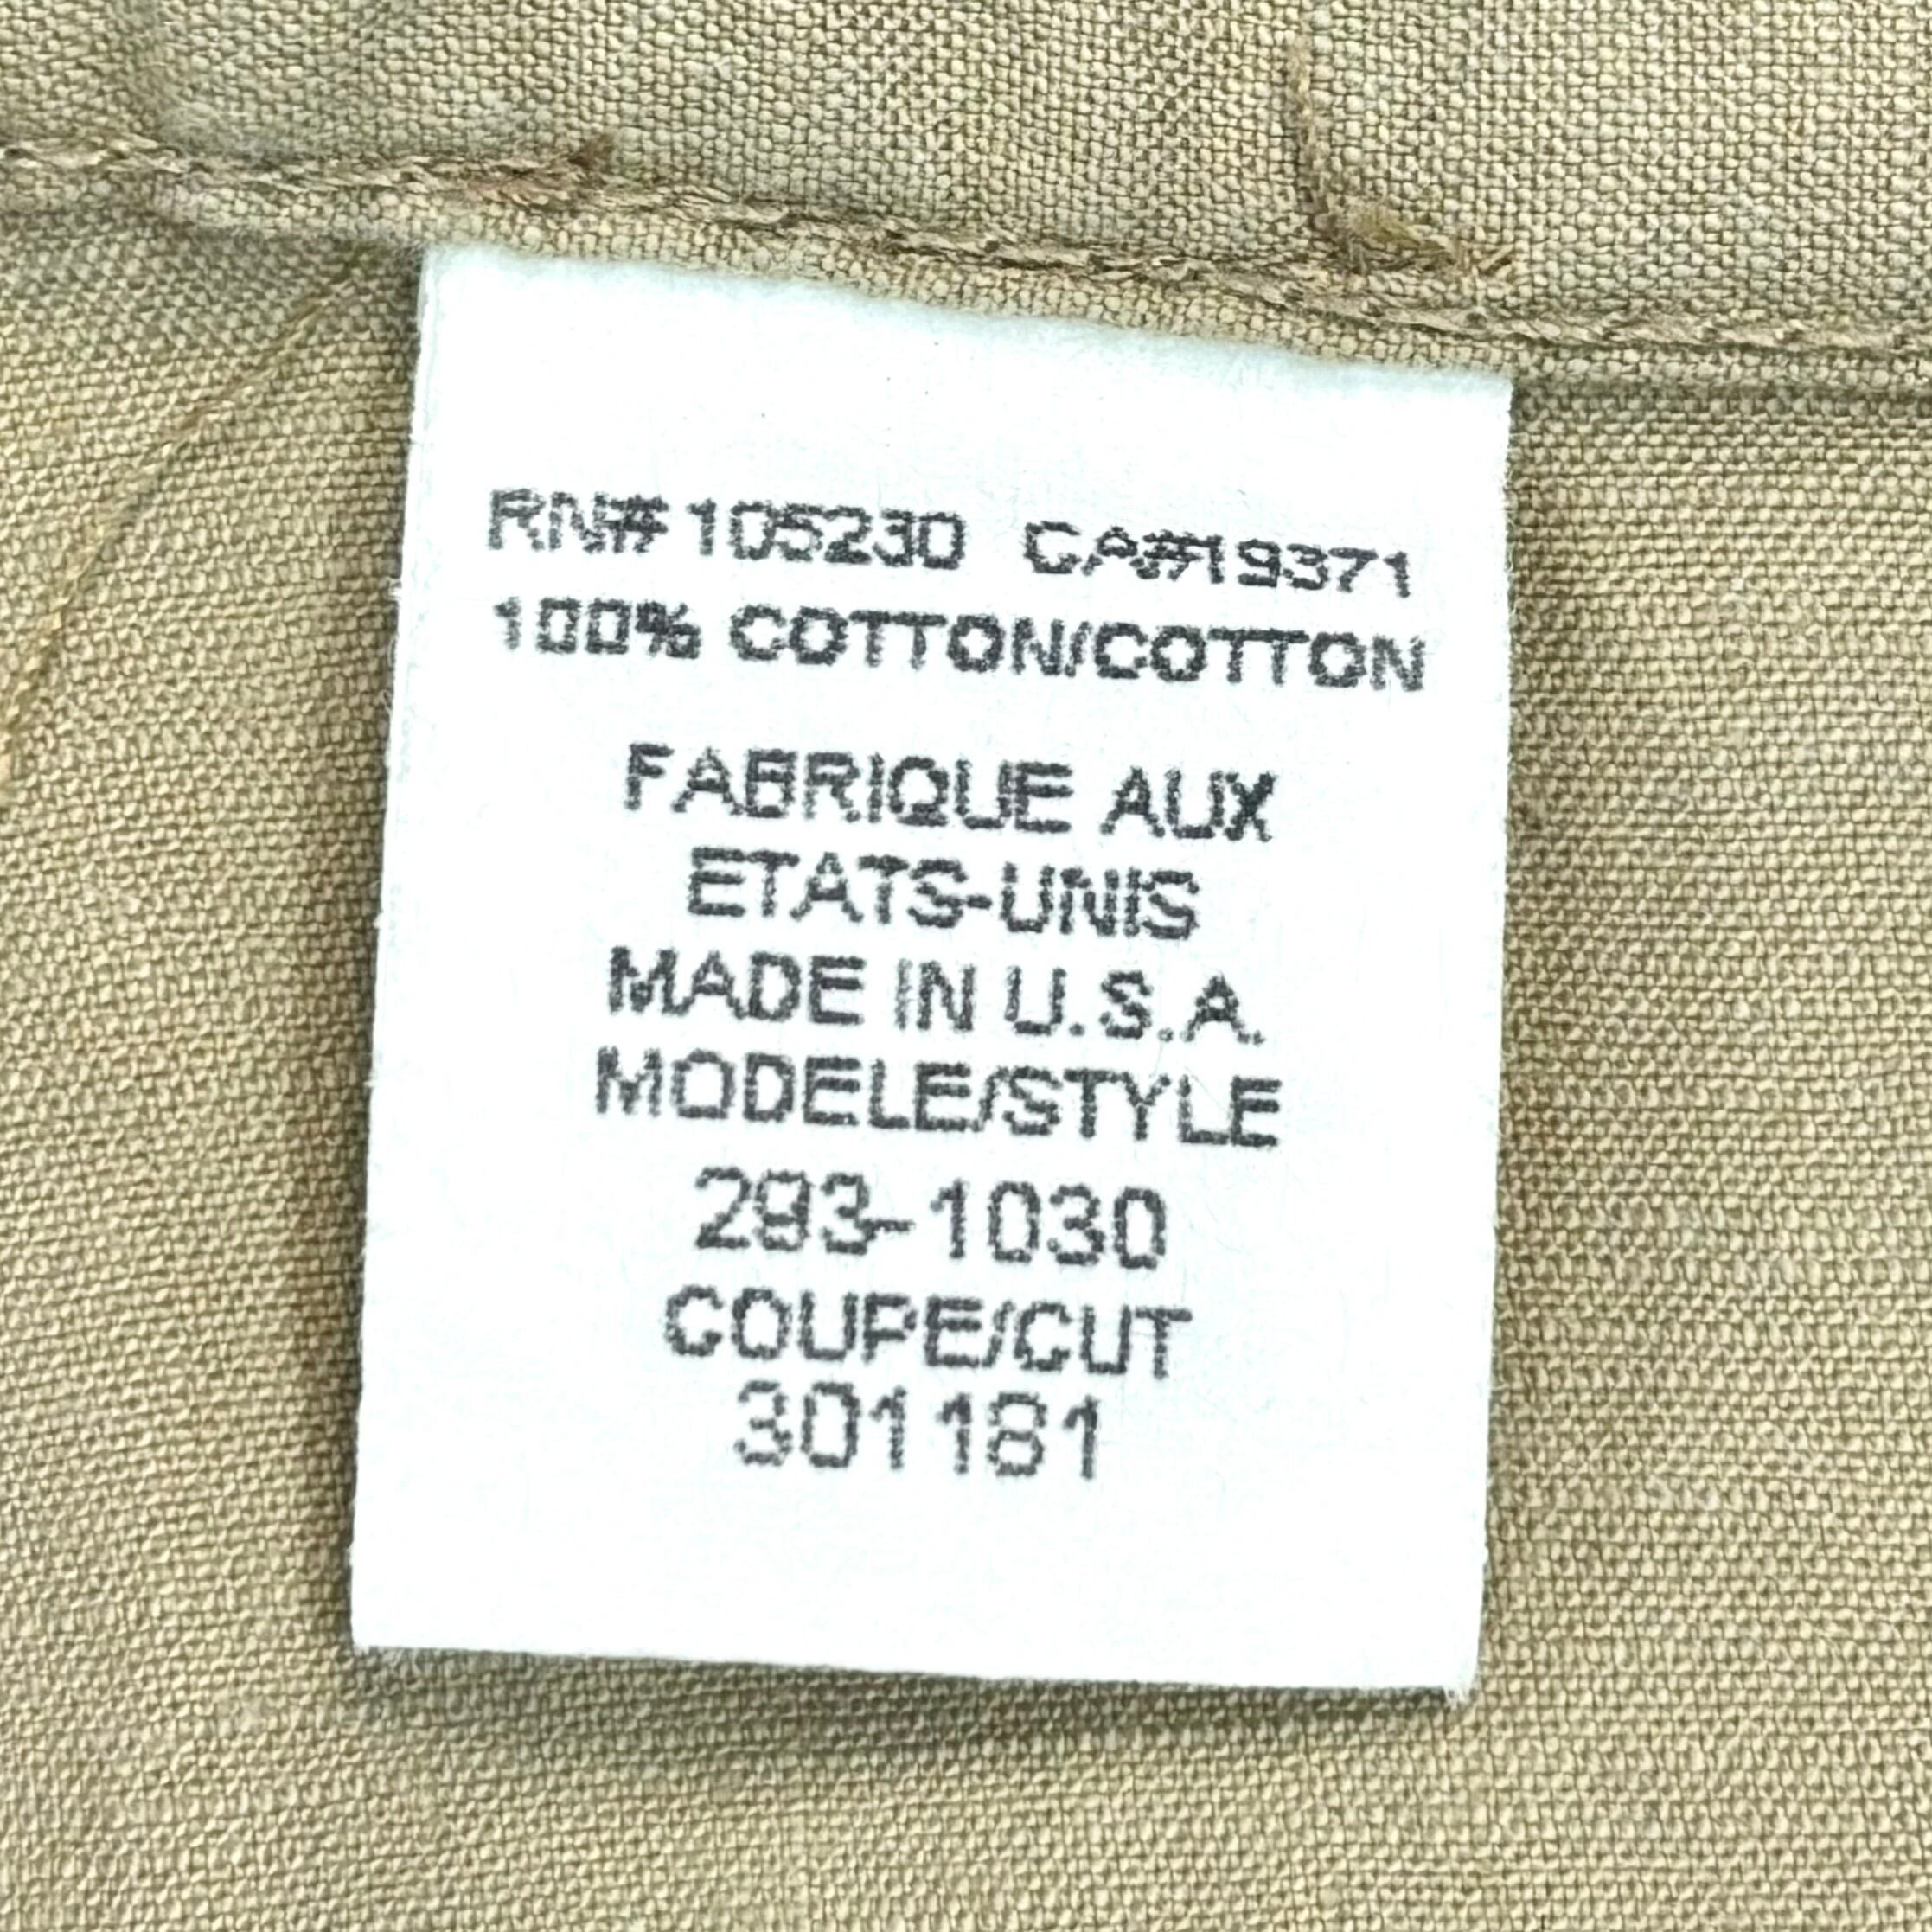 RN# 105230 CA#19371
100% COTTON/COTTON
FABRIQUE AUX
ETATS-UNIS
MADE IN U.S.A.
MODELE/STYLE
293-1030
COUPE/CUT
301181